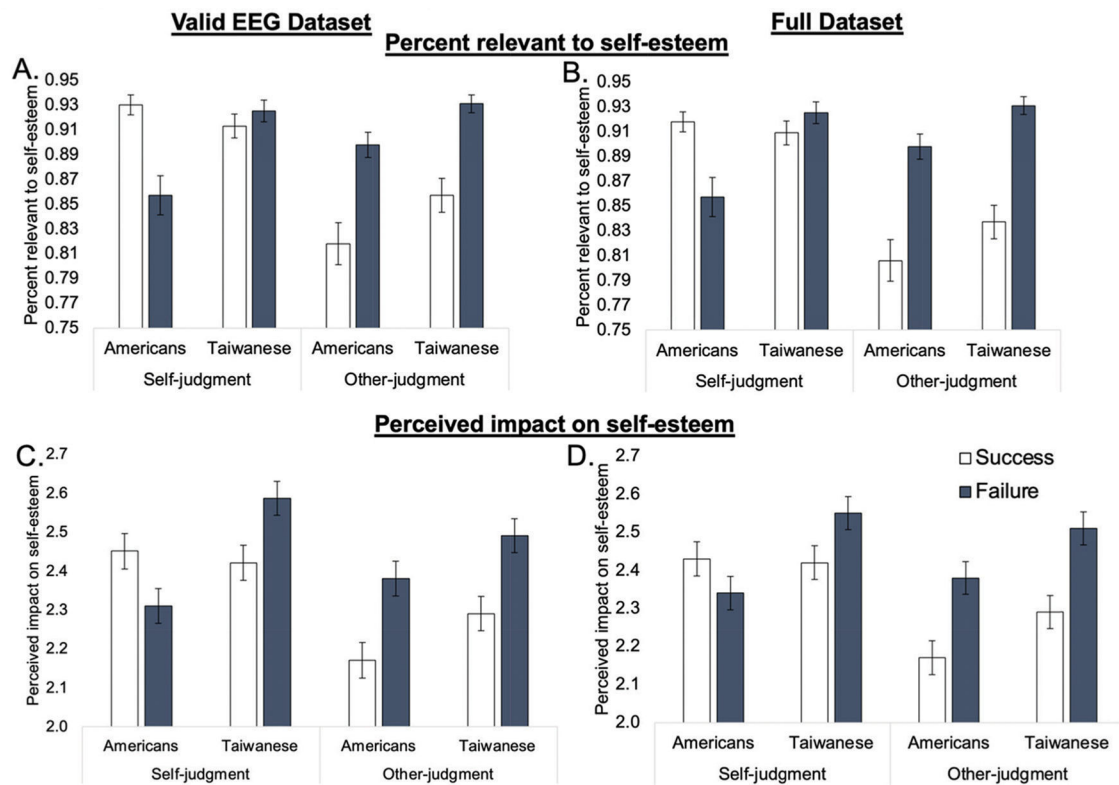 Valid EEG Dataset
Full Dataset
Percent relevant to self-esteem
A.
Percent relevant to self-esteem
0.95
0.93
0.91
0.89
0.87
0.85
0.83
0.81
0.79
0.77
0.75
Americans
Taiwanese
Americans
Taiwanese
Self-judgment
Other-judgment
B.
Percent relevant to self-esteem
0.95
0.93
0.91
0.89
0.87
0.85
0.83
0.81
0.79
0.77
0.75
Americans
Taiwanese
Americans
Taiwanese
Self-judgment
Other-judgment
Perceived impact on self-esteem
C.
Perceived impact on self-esteem
2.7
2.6
2.5
2.4
2.3
2.2
2.1
2.0
Americans
Taiwanese
Americans
Taiwanese
Self-judgment
Other-judgment
D.
Perceived impact on self-esteem
2.7
2.6
2.5
2.4
2.3
2.2
2.1
2.0
Success
Failure
Americans
Taiwanese
Americans
Taiwanese
Self-judgment
Other-judgment